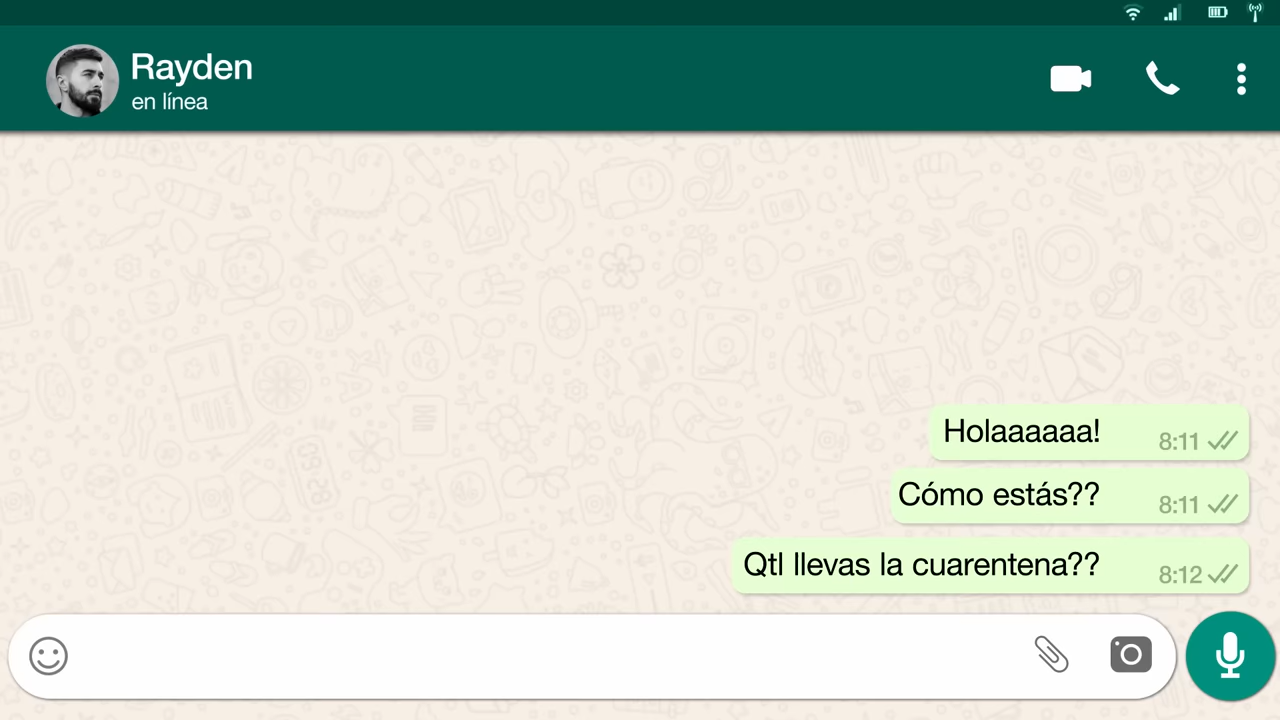 Rayden
en línea
Holaaaaaa!
8:11
Cómo estás??
8:11
Qtl llevas la cuarentena??
8:12